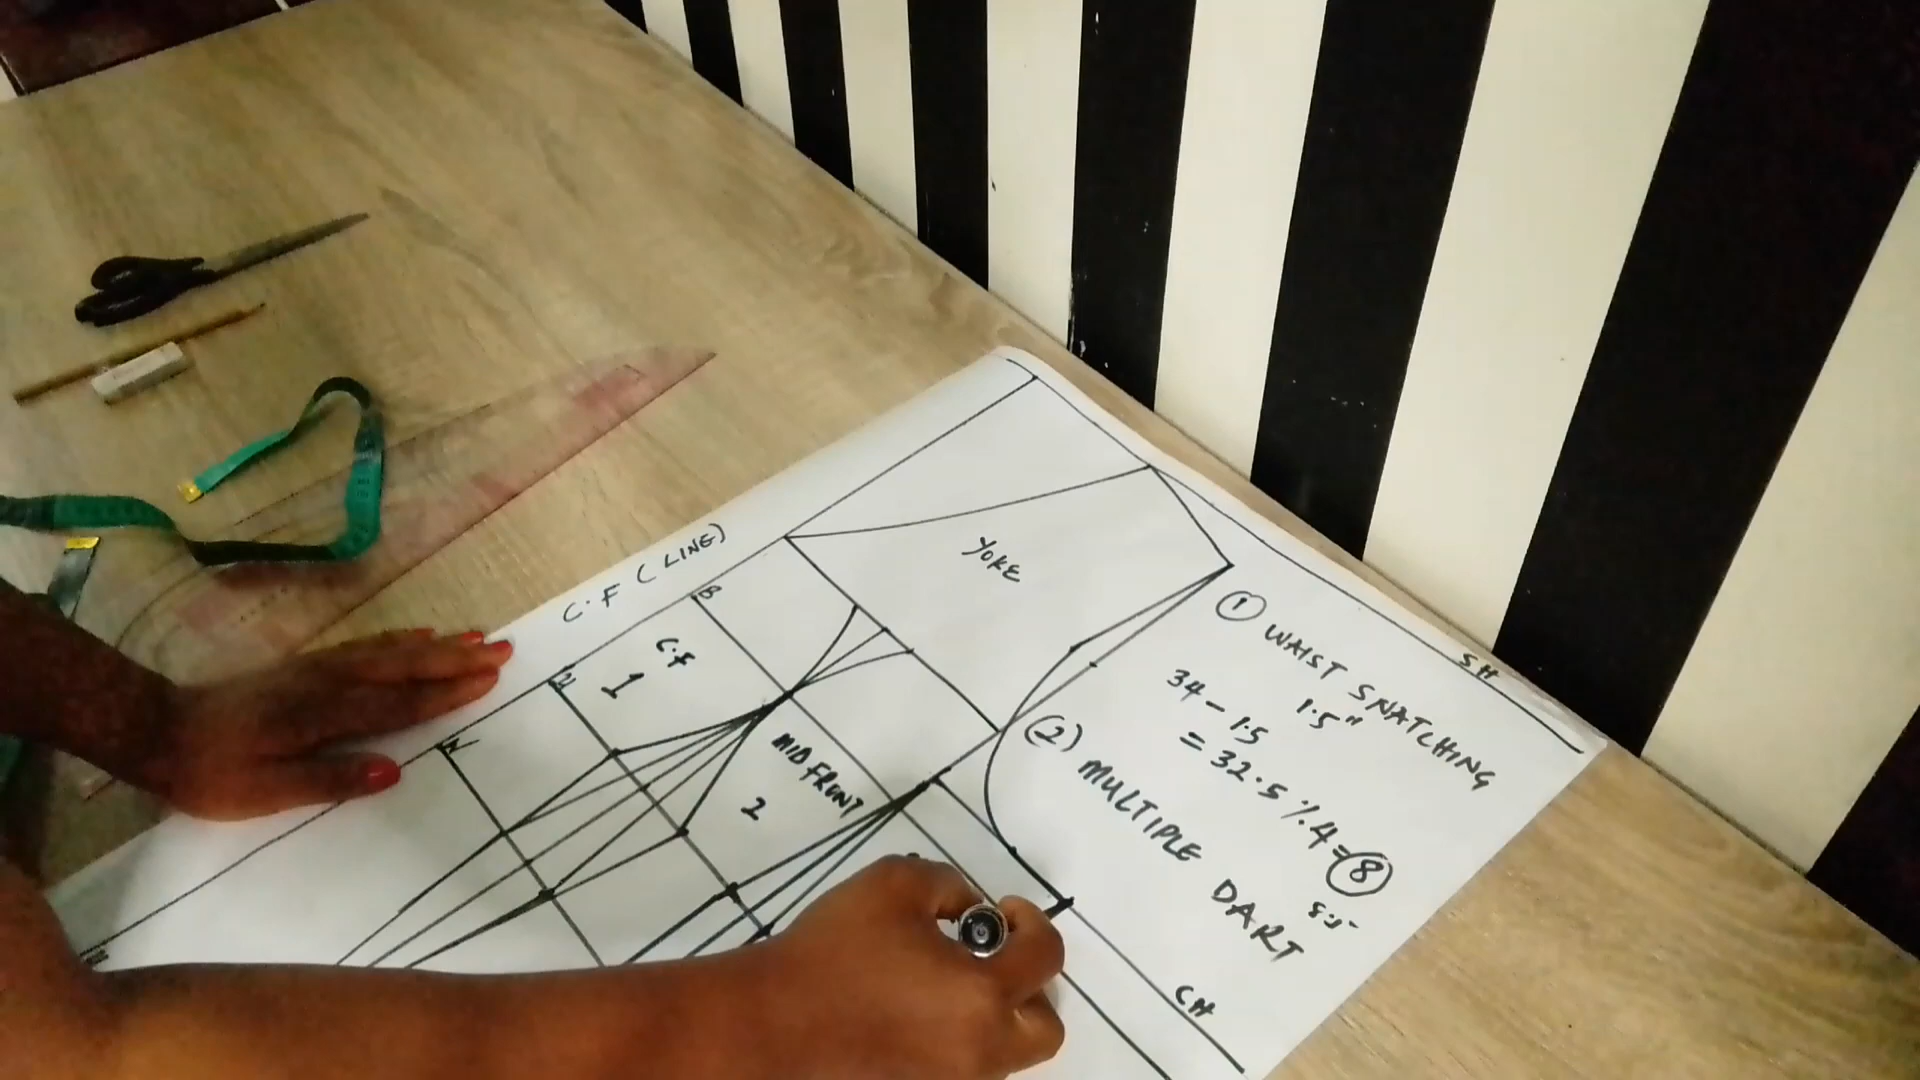 C.F (LINE)
YOKE
B
C.F
1
U
W
MID FRONT
2
H
① WAIST SNATCHING
1.5"
34 - 1.5
= 32.5 %.4 = 8
8.5
(2) MULTIPLE DART
SH
CH